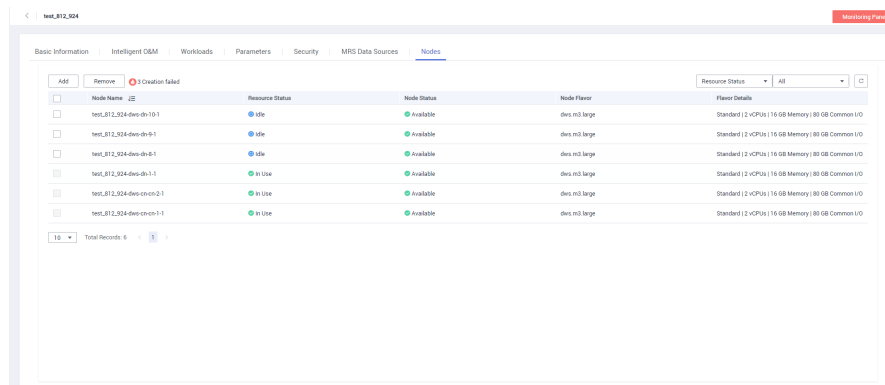 test_812_924
Monitoring Pane
Basic Information Intelligent O&M Workloads Parameters Security MRS Data Sources Nodes
Add Remove 3 Creation failed Resource Status All
Node Name Resource Status Node Status Node Flavor Flavor Details
test_812_924-dws-dn-10-1 Idle Available dws.m3.large Standard | 2 vCPUs | 16 GB Memory | 80 GB Common I/O
test_812_924-dws-dn-9-1 Idle Available dws.m3.large Standard | 2 vCPUs | 16 GB Memory | 80 GB Common I/O
test_812_924-dws-dn-8-1 Idle Available dws.m3.large Standard | 2 vCPUs | 16 GB Memory | 80 GB Common I/O
test_812_924-dws-dn-1-1 In Use Available dws.m3.large Standard | 2 vCPUs | 16 GB Memory | 80 GB Common I/O
test_812_924-dws-cn-cn-2-1 In Use Available dws.m3.large Standard | 2 vCPUs | 16 GB Memory | 80 GB Common I/O
test_812_924-dws-cn-cn-1-1 In Use Available dws.m3.large Standard | 2 vCPUs | 16 GB Memory | 80 GB Common I/O
10 Total Records: 6 < 1 >